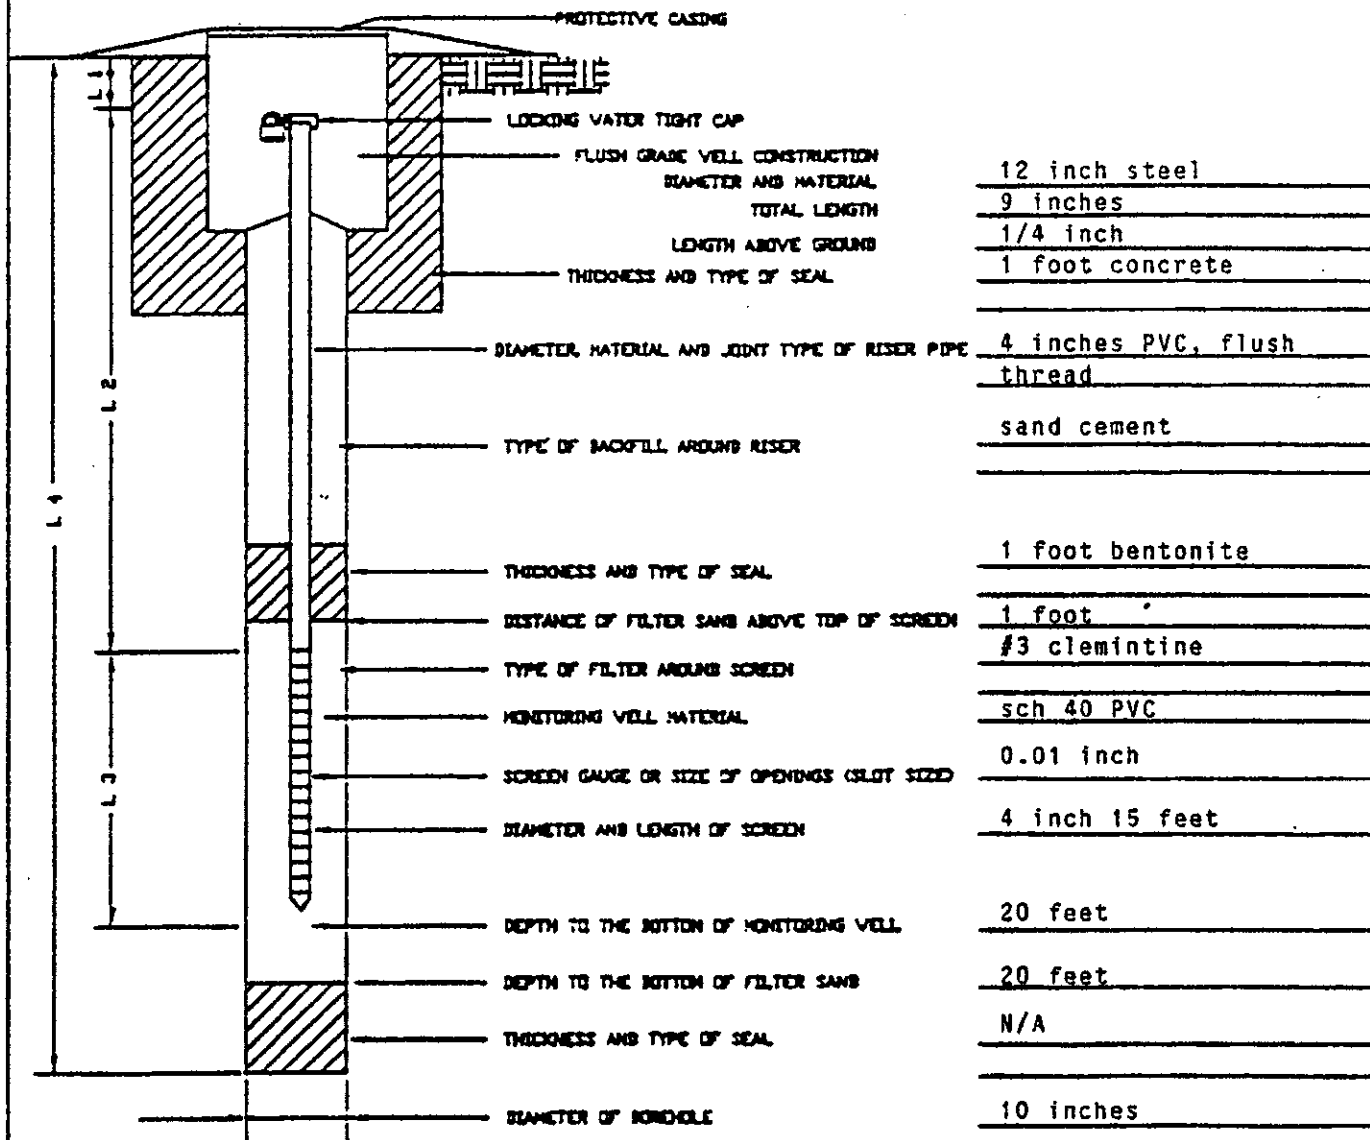 PROTECTIVE CASING
L 1
LOCKING WATER TIGHT CAP
FLUSH GRADE WELL CONSTRUCTION
DIAMETER AND MATERIAL 12 inch steel
TOTAL LENGTH 9 inches
LENGTH ABOVE GROUND 1/4 inch
THICKNESS AND TYPE OF SEAL 1 foot concrete
DIAMETER, MATERIAL AND JOINT TYPE OF RISER PIPE 4 inches PVC, flush
thread
L 2
TYPE OF BACKFILL AROUND RISER sand cement
L 4
THICKNESS AND TYPE OF SEAL 1 foot bentonite
DISTANCE OF FILTER SAND ABOVE TOP OF SCREEN 1 foot
TYPE OF FILTER AROUND SCREEN #3 clemintine
MONITORING WELL MATERIAL sch 40 PVC
L 3
SCREEN GAUGE OR SIZE OF OPENINGS (SLOT SIZE) 0.01 inch
DIAMETER AND LENGTH OF SCREEN 4 inch 15 feet
DEPTH TO THE BOTTOM OF MONITORING WELL 20 feet
DEPTH TO THE BOTTOM OF FILTER SAND 20 feet
THICKNESS AND TYPE OF SEAL N/A
DIAMETER OF BOREHOLE 10 inches